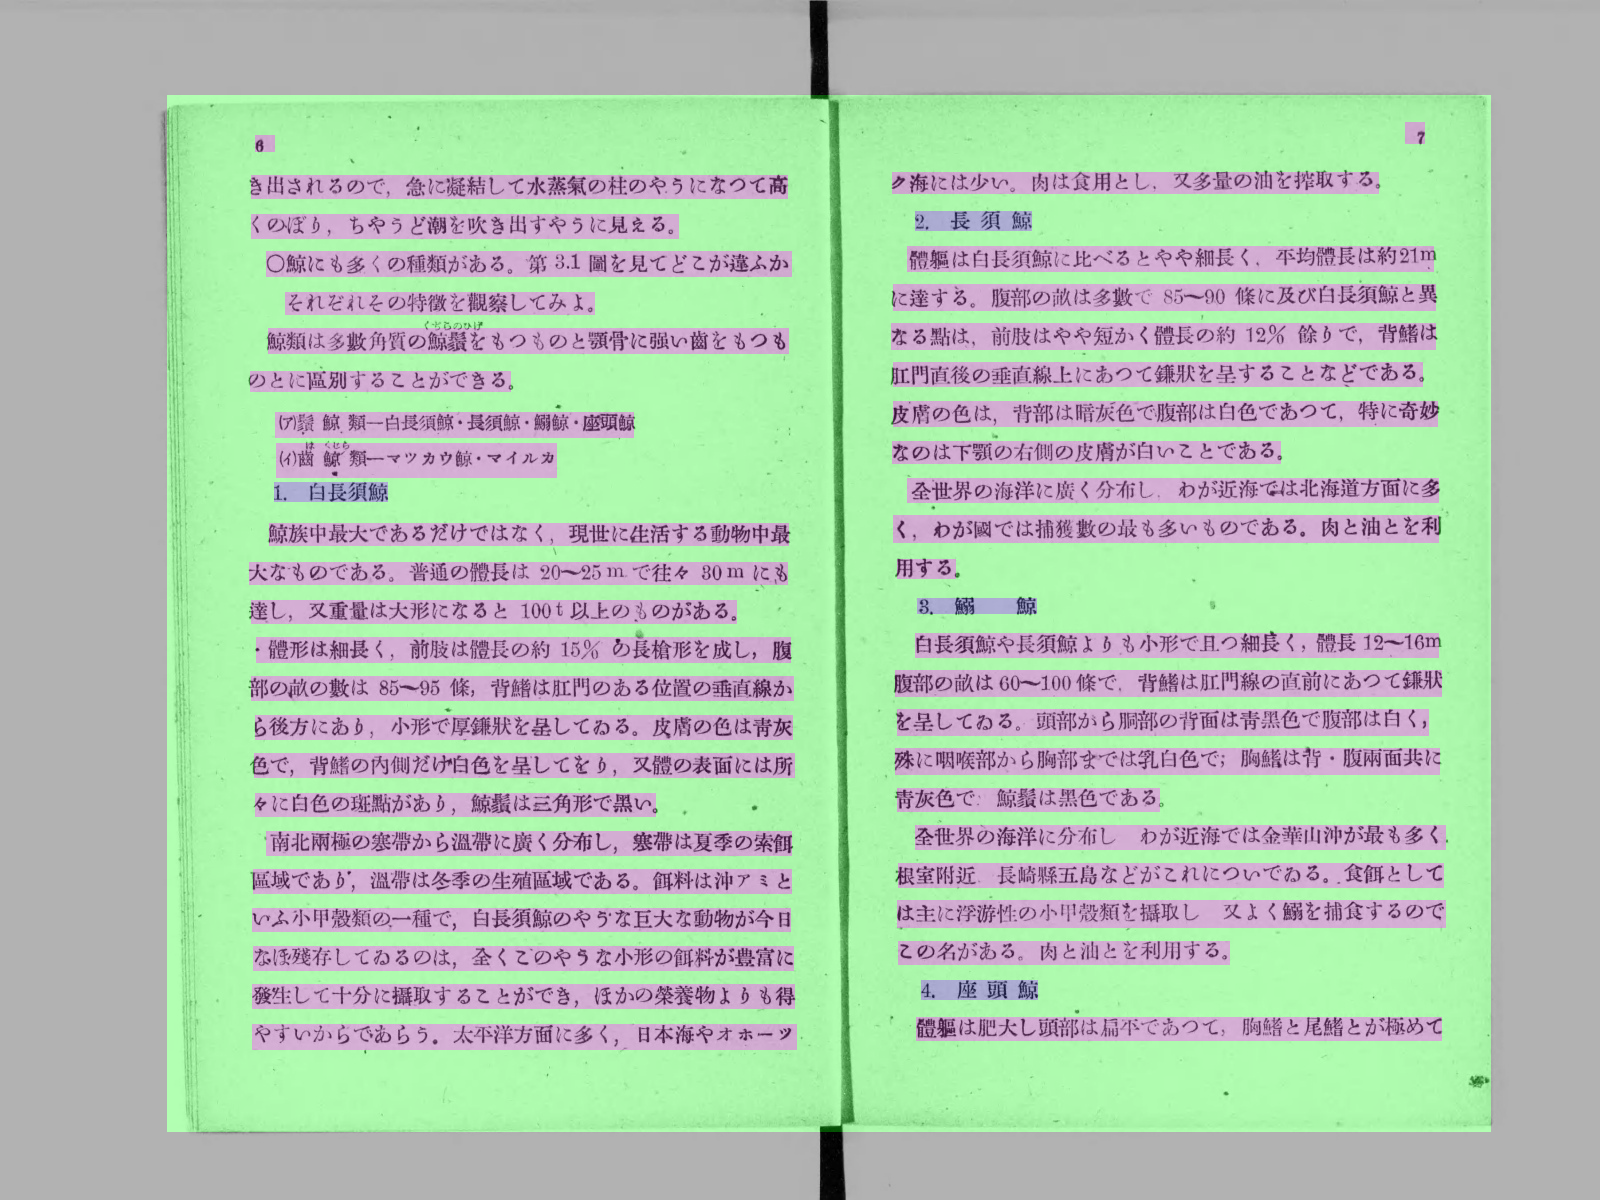 6
き出されるので，急に凝結して水蒸氣の柱のやうになつて高
くのぼり，ちやうど潮を吹き出すやうに見える。
〇鯨にも多くの種類がある。第 3.1 圖を見てどこが違ふか
それぞれその特徴を觀察してみよ。
くぢらのひげ
鯨類は多數角質の鯨鬚をもつものと顎骨に强い齒をもつも
のとに區別することができる。
(ア)鬚 鯨 類―白長須鯨・長須鯨・鰯鯨・座頭鯨
は くぢら
(イ)齒 鯨 類―マツカウ鯨・マイルカ
1. 白長須鯨
鯨族中最大であるだけではなく，現世に生活する動物中最
大なものである。普通の體長は 20〜25 m で往々 30 m にも
達し，又重量は大形になると 100 t 以上のものがある。
・體形は細長く，前肢は體長の約 15% の長槍形を成し，腹
部の畝の數は 85〜95 條，背鰭は肛門のある位置の垂直線か
ら後方にあり，小形で厚鎌狀を呈してゐる。皮膚の色は靑灰
色で，背鰭の內側だけ白色を呈してをり，又體の表面には所
々に白色の斑點があり，鯨鬚は三角形で黑い。
南北兩極の寒帶から溫帶に廣く分布し，寒帶は夏季の索餌
區域であり，溫帶は冬季の生殖區域である。餌料は沖アミと
いふ小甲殼類の一種で，白長須鯨のやうな巨大な動物が今日
なほ殘存してゐるのは，全くこのやうな小形の餌料が豊富に
發生して十分に攝取することができ，ほかの榮養物よりも得
やすいからであらう。太平洋方面に多く，日本海やオホーツ
7
ク海には少い。肉は食用とし，又多量の油を搾取する。
2. 長 須 鯨
體軀は白長須鯨に比べるとやや細長く，平均體長は約21m
に達する。腹部の畝は多數で 85〜90 條に及び白長須鯨と異
なる點は，前肢はやや短かく體長の約 12% 餘りで，背鰭は
肛門直後の垂直線上にあつて鎌狀を呈することなどである。
皮膚の色は，背部は暗灰色で腹部は白色であつて，特に奇妙
なのは下顎の右側の皮膚が白いことである。
全世界の海洋に廣く分布し，わが近海では北海道方面に多
く，わが國では捕獲數の最も多いものである。肉と油とを利
用する。
3. 鰯 鯨
白長須鯨や長須鯨よりも小形で且つ細長く，體長 12〜16m
腹部の畝は 60〜100 條で，背鰭は肛門線の直前にあつて鎌狀
を呈してゐる。頭部から胴部の背面は靑黑色で腹部は白く，
殊に咽喉部から胸部までは乳白色で；胸鰭は背・腹兩面共に
靑灰色で 鯨鬚は黑色である。
全世界の海洋に分布し わが近海では金華山沖が最も多く
根室附近 長崎縣五島などがこれについでゐる。食餌として
は主に浮游性の小甲殼類を攝取し 又よく鰯を捕食するので
この名がある。肉と油とを利用する。
4. 座 頭 鯨
體軀は肥大し頭部は扁平であつて，胸鰭と尾鰭とが極めて